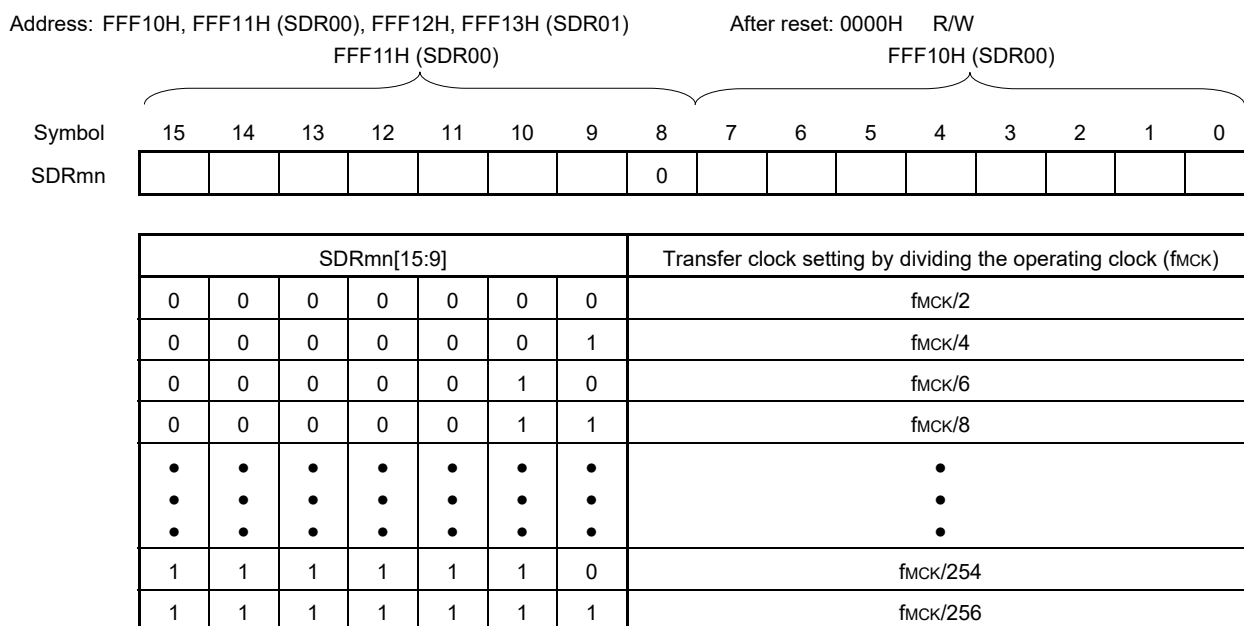 Address: FFF10H, FFF11H (SDR00), FFF12H, FFF13H (SDR01) After reset: 0000H R/W
FFF11H (SDR00) FFF10H (SDR00)
Symbol 15 14 13 12 11 10 9 8 7 6 5 4 3 2 1 0
SDRmn 0
SDRmn[15:9] Transfer clock setting by dividing the operating clock (fMCK)
0 0 0 0 0 0 0 fMCK/2
0 0 0 0 0 0 1 fMCK/4
0 0 0 0 0 1 0 fMCK/6
0 0 0 0 0 1 1 fMCK/8
• • • • • • • •
• • • • • • • •
• • • • • • • •
1 1 1 1 1 1 0 fMCK/254
1 1 1 1 1 1 1 fMCK/256